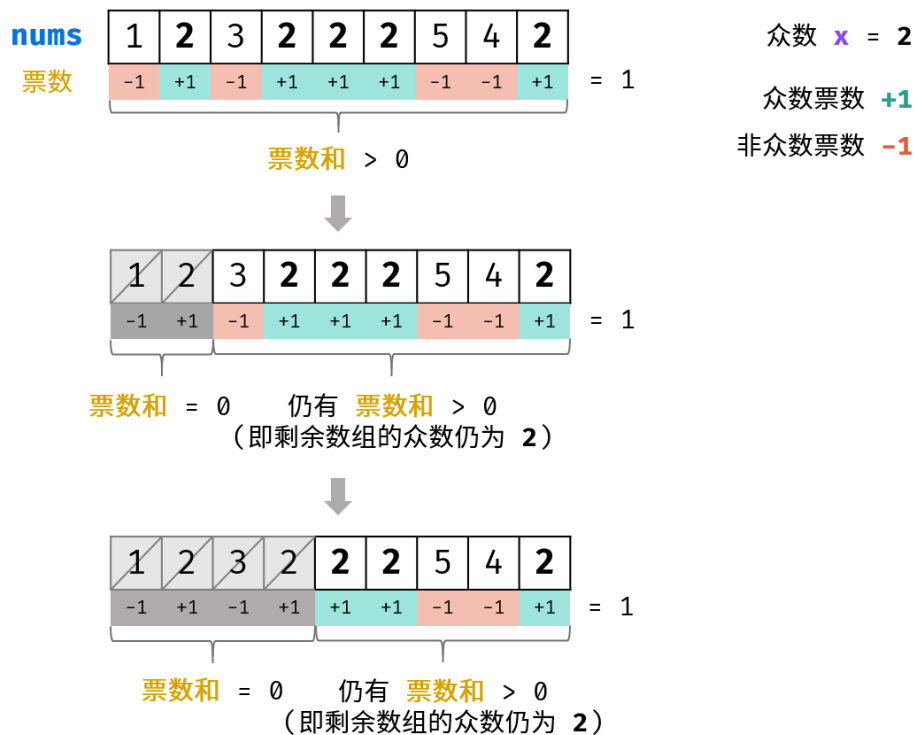 nums 1 2 3 2 2 2 5 4 2 众数 x = 2
票数 -1 +1 -1 +1 +1 +1 -1 -1 +1 = 1
众数票数 +1
非众数票数 -1
票数和 > 0
1 2 3 2 2 2 5 4 2
-1 +1 -1 +1 +1 +1 -1 -1 +1 = 1
票数和 = 0 仍有 票数和 > 0
（即剩余数组的众数仍为 2）
1 2 3 2 2 2 5 4 2
-1 +1 -1 +1 +1 +1 -1 -1 +1 = 1
票数和 = 0 仍有 票数和 > 0
（即剩余数组的众数仍为 2）